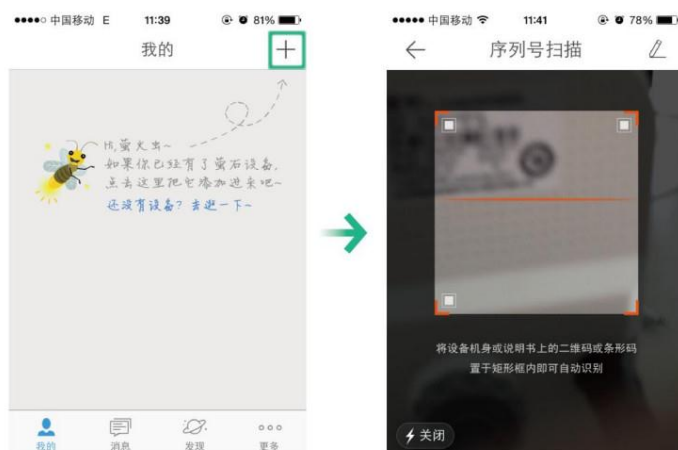 中国移动 E 11:39 81%
我的
Hi,萤火虫~
如果你已经有了萤石设备,
点击这里把它添加进来吧~
还没有设备? 去逛一下~
我的 消息 发现 更多
中国移动 11:41 78%
序列号扫描
将设备机身或说明书上的二维码或条形码
置于矩形框内即可自动识别
关闭